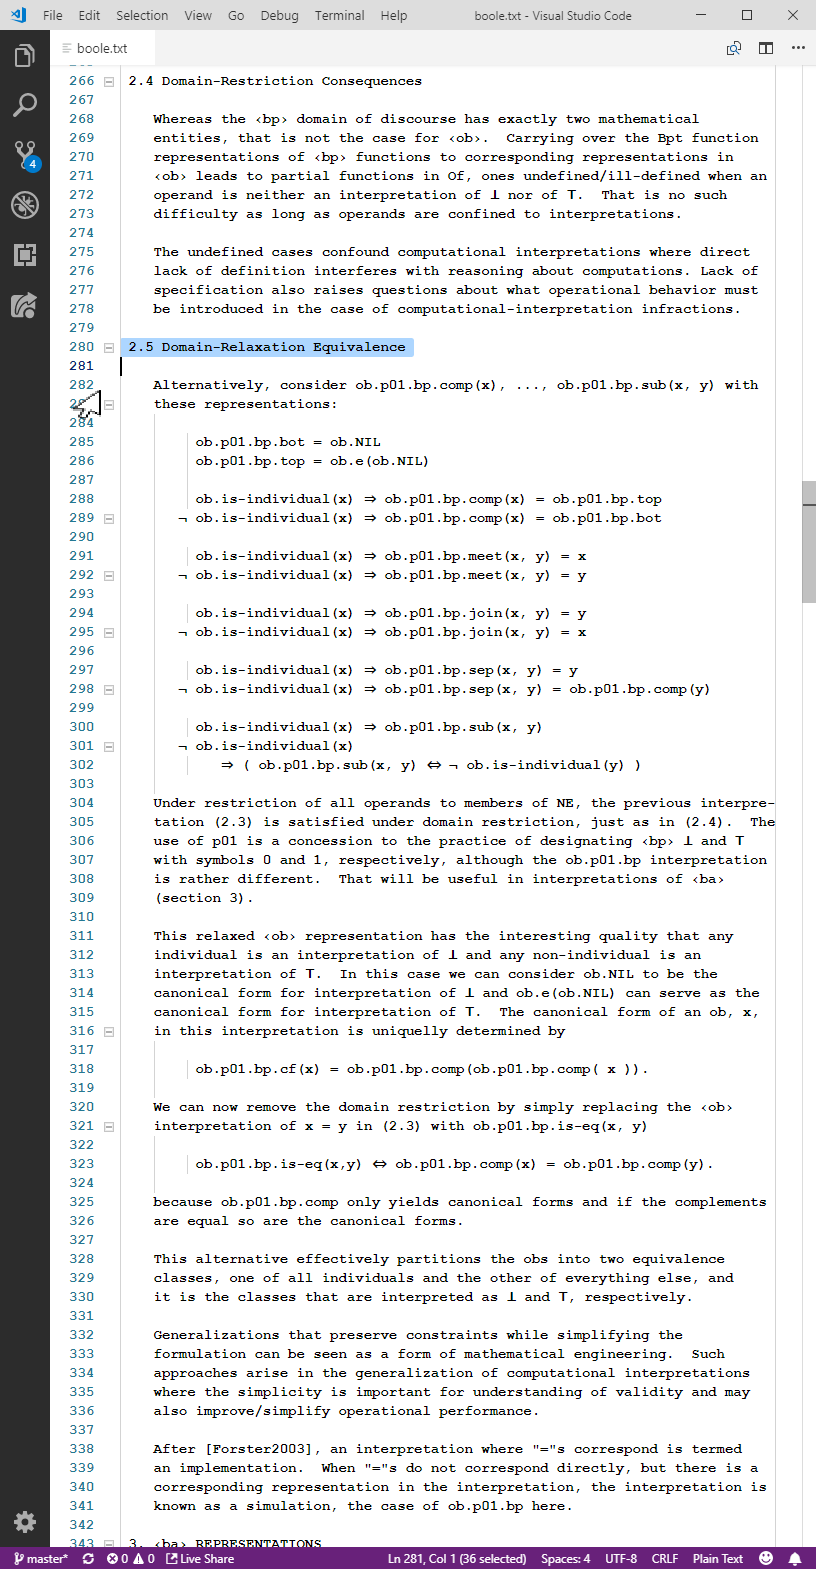 File Edit Selection View Go Debug Terminal Help boole.txt - Visual Studio Code
boole.txt
266 2.4 Domain-Restriction Consequences
267
268 Whereas the ‹bp› domain of discourse has exactly two mathematical
269 entities, that is not the case for ‹ob›.  Carrying over the Bpt function
270 representations of ‹bp› functions to corresponding representations in
271 ‹ob› leads to partial functions in Of, ones undefined/ill-defined when an
272 operand is neither an interpretation of ⊥ nor of ⊤.  That is no such
273 difficulty as long as operands are confined to interpretations.
274
275 The undefined cases confound computational interpretations where direct
276 lack of definition interferes with reasoning about computations. Lack of
277 specification also raises questions about what operational behavior must
278 be introduced in the case of computational-interpretation infractions.
279
280 2.5 Domain-Relaxation Equivalence
281
282 Alternatively, consider ob.p01.bp.comp(x), ..., ob.p01.bp.sub(x, y) with
these representations:
284
285 ob.p01.bp.bot = ob.NIL
286 ob.p01.bp.top = ob.e(ob.NIL)
287
288 ob.is-individual(x) ⇒ ob.p01.bp.comp(x) = ob.p01.bp.top
289 ¬ ob.is-individual(x) ⇒ ob.p01.bp.comp(x) = ob.p01.bp.bot
290
291 ob.is-individual(x) ⇒ ob.p01.bp.meet(x, y) = x
292 ¬ ob.is-individual(x) ⇒ ob.p01.bp.meet(x, y) = y
293
294 ob.is-individual(x) ⇒ ob.p01.bp.join(x, y) = y
295 ¬ ob.is-individual(x) ⇒ ob.p01.bp.join(x, y) = x
296
297 ob.is-individual(x) ⇒ ob.p01.bp.sep(x, y) = y
298 ¬ ob.is-individual(x) ⇒ ob.p01.bp.sep(x, y) = ob.p01.bp.comp(y)
299
300 ob.is-individual(x) ⇒ ob.p01.bp.sub(x, y)
301 ¬ ob.is-individual(x)
302 ⇒ ( ob.p01.bp.sub(x, y) ⇔ ¬ ob.is-individual(y) )
303
304 Under restriction of all operands to members of NE, the previous interpre-
305 tation (2.3) is satisfied under domain restriction, just as in (2.4).  The
306 use of p01 is a concession to the practice of designating ‹bp› ⊥ and ⊤
307 with symbols 0 and 1, respectively, although the ob.p01.bp interpretation
308 is rather different.  That will be useful in interpretations of ‹ba›
309 (section 3).
310
311 This relaxed ‹ob› representation has the interesting quality that any
312 individual is an interpretation of ⊥ and any non-individual is an
313 interpretation of ⊤.  In this case we can consider ob.NIL to be the
314 canonical form for interpretation of ⊥ and ob.e(ob.NIL) can serve as the
315 canonical form for interpretation of ⊤.  The canonical form of an ob, x,
316 in this interpretation is uniquelly determined by
317
318 ob.p01.bp.cf(x) = ob.p01.bp.comp(ob.p01.bp.comp( x )).
319
320 We can now remove the domain restriction by simply replacing the ‹ob›
321 interpretation of x = y in (2.3) with ob.p01.bp.is-eq(x, y)
322
323 ob.p01.bp.is-eq(x,y) ⇔ ob.p01.bp.comp(x) = ob.p01.bp.comp(y).
324
325 because ob.p01.bp.comp only yields canonical forms and if the complements
326 are equal so are the canonical forms.
327
328 This alternative effectively partitions the obs into two equivalence
329 classes, one of all individuals and the other of everything else, and
330 it is the classes that are interpreted as ⊥ and ⊤, respectively.
331
332 Generalizations that preserve constraints while simplifying the
333 formulation can be seen as a form of mathematical engineering.  Such
334 approaches arise in the generalization of computational interpretations
335 where the simplicity is important for understanding of validity and may
336 also improve/simplify operational performance.
337
338 After [Forster2003], an interpretation where "="s correspond is termed
339 an implementation.  When "="s do not correspond directly, but there is a
340 corresponding representation in the interpretation, the interpretation is
341 known as a simulation, the case of ob.p01.bp here.
342
343 3. ‹ba› REPRESENTATIONS
4
master* 0 0 Live Share Ln 281, Col 1 (36 selected) Spaces: 4 UTF-8 CRLF Plain Text